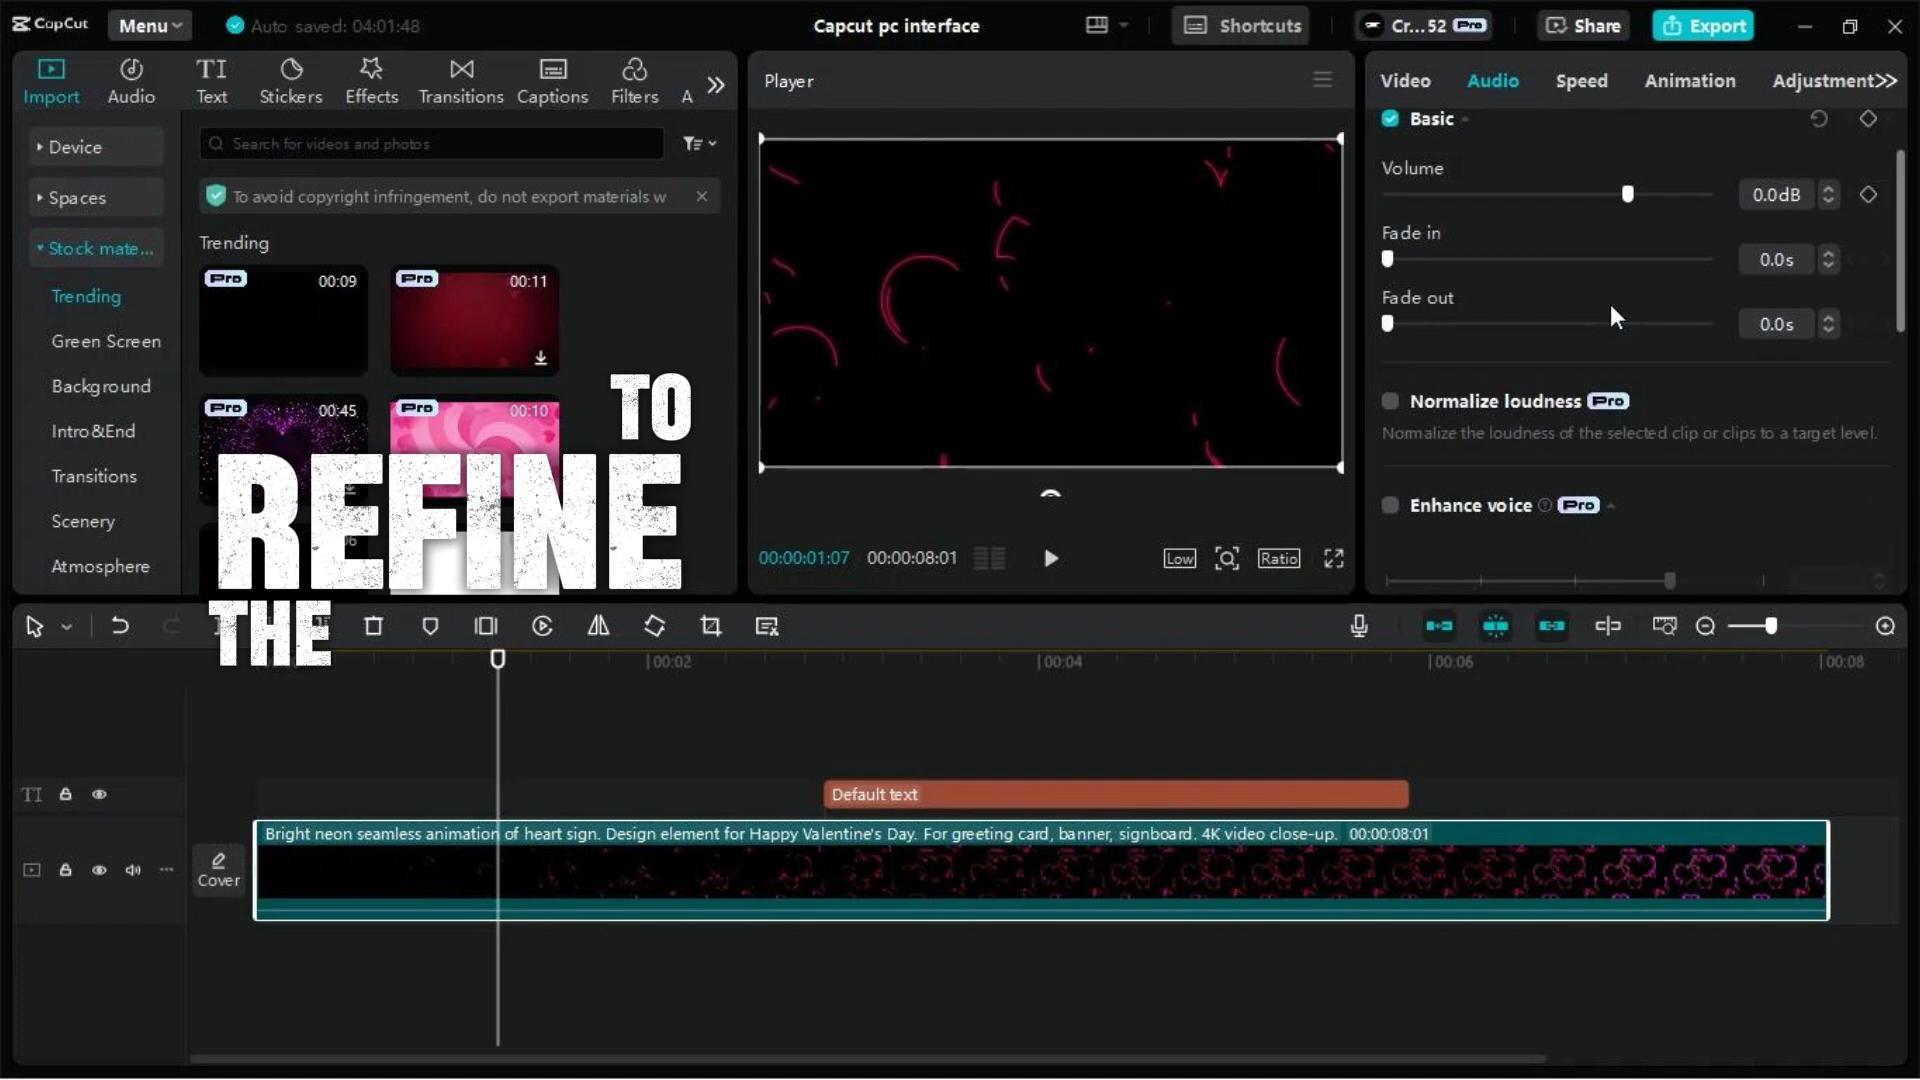 CapCut
Menu
Auto saved: 04:01:48
Capcut pc interface
Shortcuts
Cr...52 Pro
Share
Export
Import
Audio
TI
Text
Stickers
Effects
Transitions
Captions
Filters
A
Device
Spaces
Stock mate...
Trending
Green Screen
Background
Intro&End
Transitions
Scenery
Atmosphere
Search for videos and photos
To avoid copyright infringement, do not export materials w
Trending
Pro 00:09
Pro 00:11
Pro 00:45
Pro 00:10
TO
REFINE
THE
Player
00:00:01:07 00:00:08:01
Low
Ratio
Video Audio Speed Animation Adjustment
Basic
Volume
0.0dB
Fade in
0.0s
Fade out
0.0s
Normalize loudness Pro
Normalize the loudness of the selected clip or clips to a target level.
Enhance voice Pro
00:02
00:04
00:06
00:08
TI
Default text
Cover
Bright neon seamless animation of heart sign. Design element for Happy Valentine's Day. For greeting card, banner, signboard. 4K video close-up. 00:00:08:01